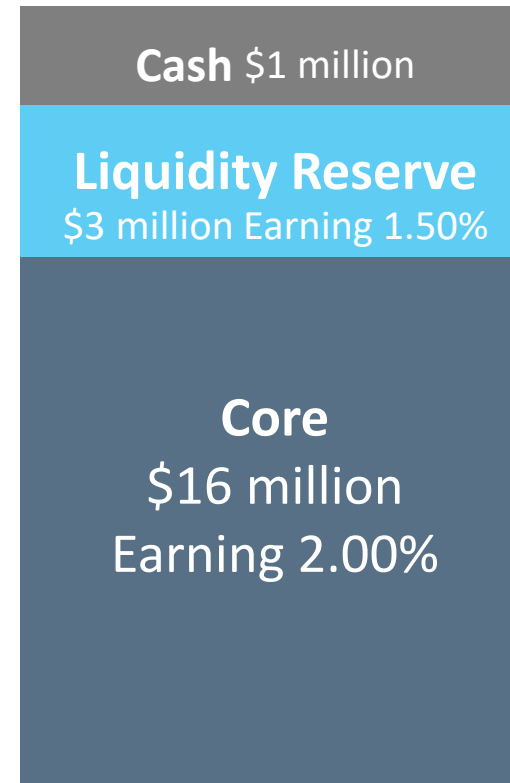 Cash $1 million
Liquidity Reserve
$3 million Earning 1.50%
Core
$16 million
Earning 2.00%